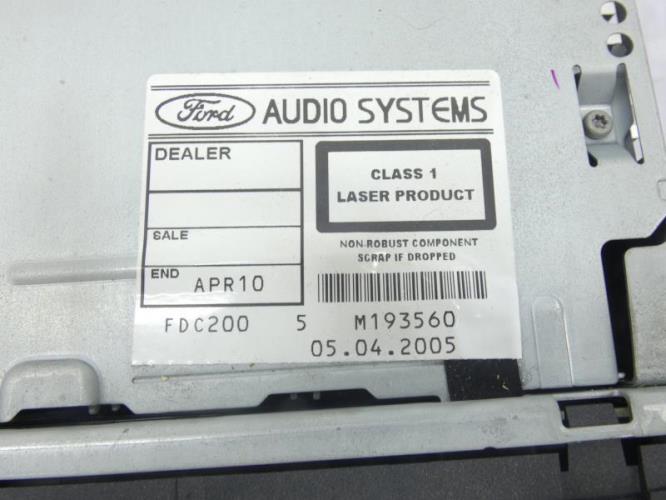 Ford AUDIO SYSTEMS
DEALER
CLASS 1
LASER PRODUCT
SALE
NON-ROBUST COMPONENT
SCRAP IF DROPPED
END APR10
FDC200 5 M193560
05.04.2005